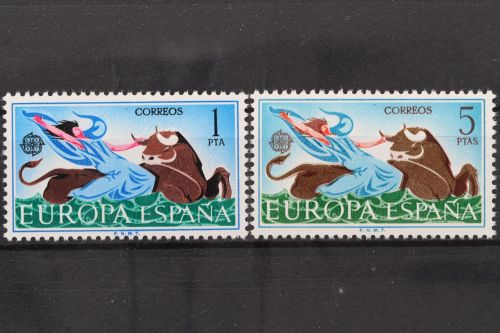 CORREOS
1
PTA
EUROPA ESPAÑA
F.N.M.T.
CORREOS
5
PTAS
EUROPA ESPAÑA
F.N.M.T.